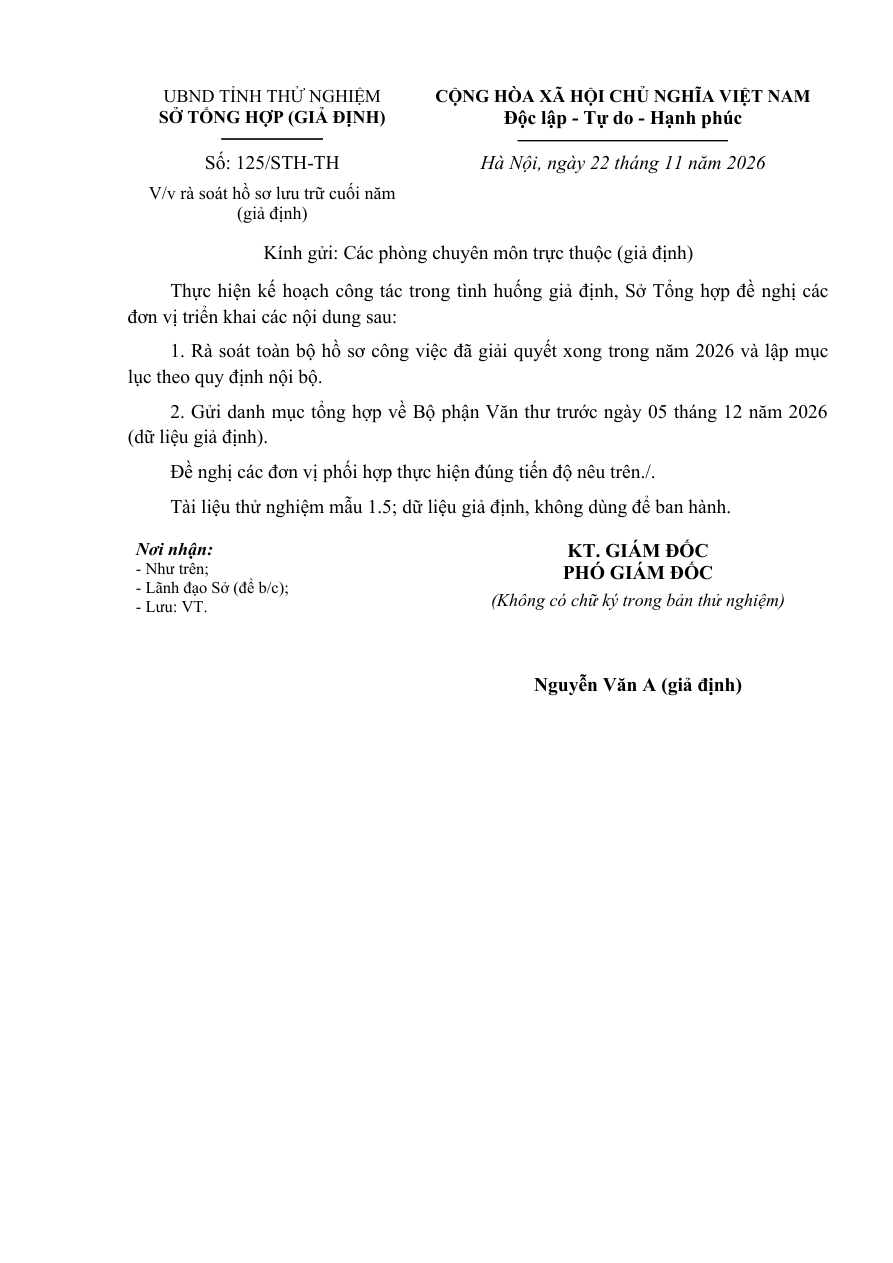 UBND TỈNH THỬ NGHIỆM
SỞ TỔNG HỢP (GIẢ ĐỊNH)
Số: 125/STH-TH
V/v rà soát hồ sơ lưu trữ cuối năm
(giả định)
CỘNG HÒA XÃ HỘI CHỦ NGHĨA VIỆT NAM
Độc lập - Tự do - Hạnh phúc
Hà Nội, ngày 22 tháng 11 năm 2026
Kính gửi: Các phòng chuyên môn trực thuộc (giả định)
Thực hiện kế hoạch công tác trong tình huống giả định, Sở Tổng hợp đề nghị các
đơn vị triển khai các nội dung sau:
1. Rà soát toàn bộ hồ sơ công việc đã giải quyết xong trong năm 2026 và lập mục
lục theo quy định nội bộ.
2. Gửi danh mục tổng hợp về Bộ phận Văn thư trước ngày 05 tháng 12 năm 2026
(dữ liệu giả định).
Đề nghị các đơn vị phối hợp thực hiện đúng tiến độ nêu trên./.
Tài liệu thử nghiệm mẫu 1.5; dữ liệu giả định, không dùng để ban hành.
Nơi nhận:
- Như trên;
- Lãnh đạo Sở (để b/c);
- Lưu: VT.
KT. GIÁM ĐỐC
PHÓ GIÁM ĐỐC
(Không có chữ ký trong bản thử nghiệm)
Nguyễn Văn A (giả định)